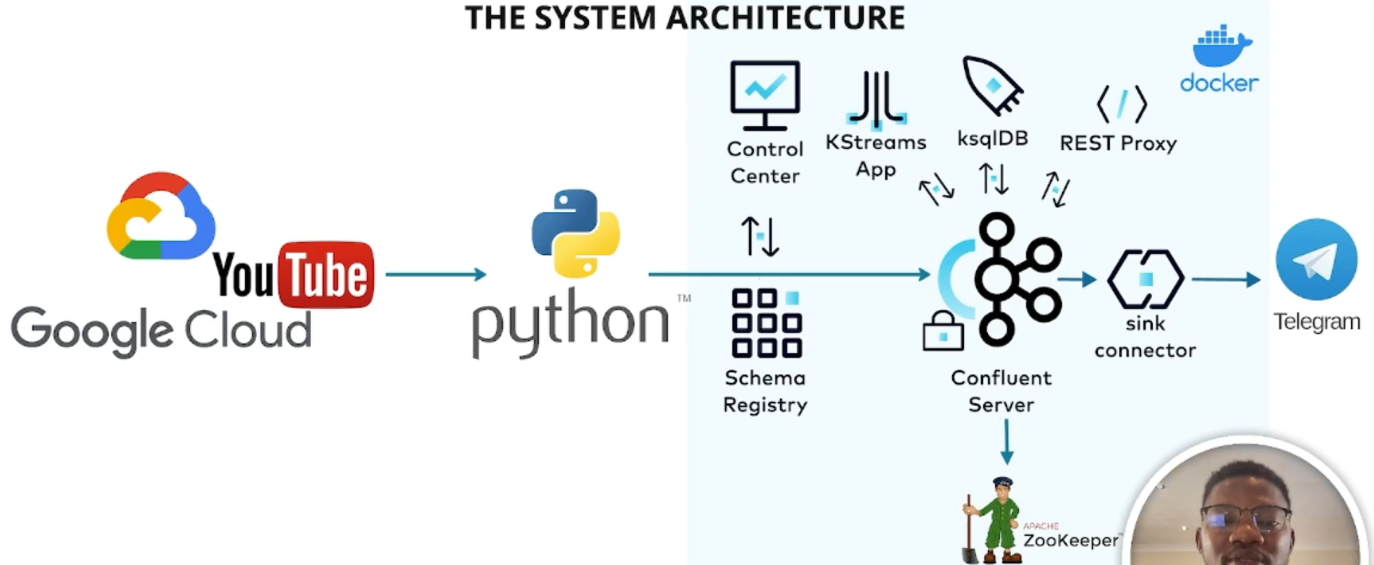 THE SYSTEM ARCHITECTURE
docker
Control
Center
KStreams
App
ksqlDB
REST Proxy
YouTube
Google Cloud
python™
Schema
Registry
Confluent
Server
sink
connector
Telegram
APACHE
ZooKeeper™